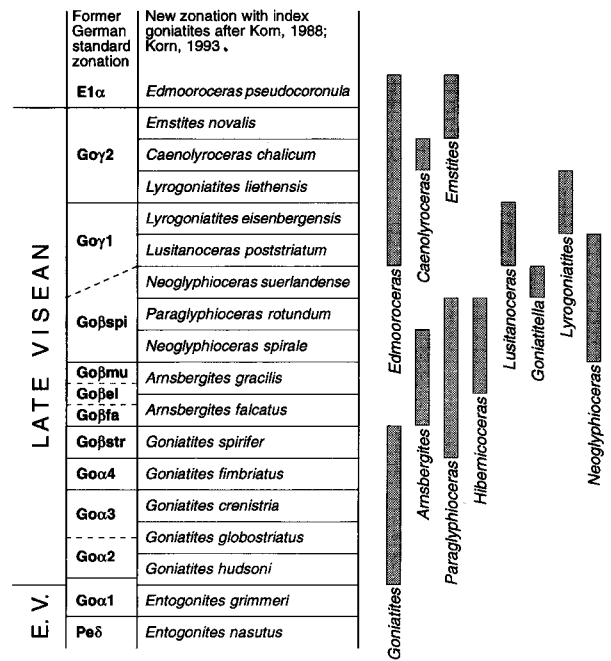 Former
German
standard
zonation
New zonation with index
goniatites after Korn, 1988;
Korn, 1993.
E1α
Edmooroceras pseudocoronula
LATE VISEAN
Goγ2
Emstites novalis
Caenolyroceras chalicum
Lyrogoniatites liethensis
Goγ1
Lyrogoniatites eisenbergensis
Lusitanoceras poststriatum
Neoglyphioceras suerlandense
Goβspi
Paraglyphioceras rotundum
Neoglyphioceras spirale
Goβmu
Arnsbergites gracilis
Goβel
Goβfa
Arnsbergites falcatus
Goβstr
Goniatites spirifer
Goα4
Goniatites fimbriatus
Goα3
Goniatites crenistria
Goniatites globostriatus
Goα2
Goniatites hudsoni
E. V.
Goα1
Entogonites grimmeri
Peδ
Entogonites nasutus
Goniatites
Edmooroceras
Arnsbergites
Caenolyroceras
Paraglyphioceras
Emstites
Hibernicoceras
Lusitanoceras
Goniatitella
Lyrogoniatites
Neoglyphioceras